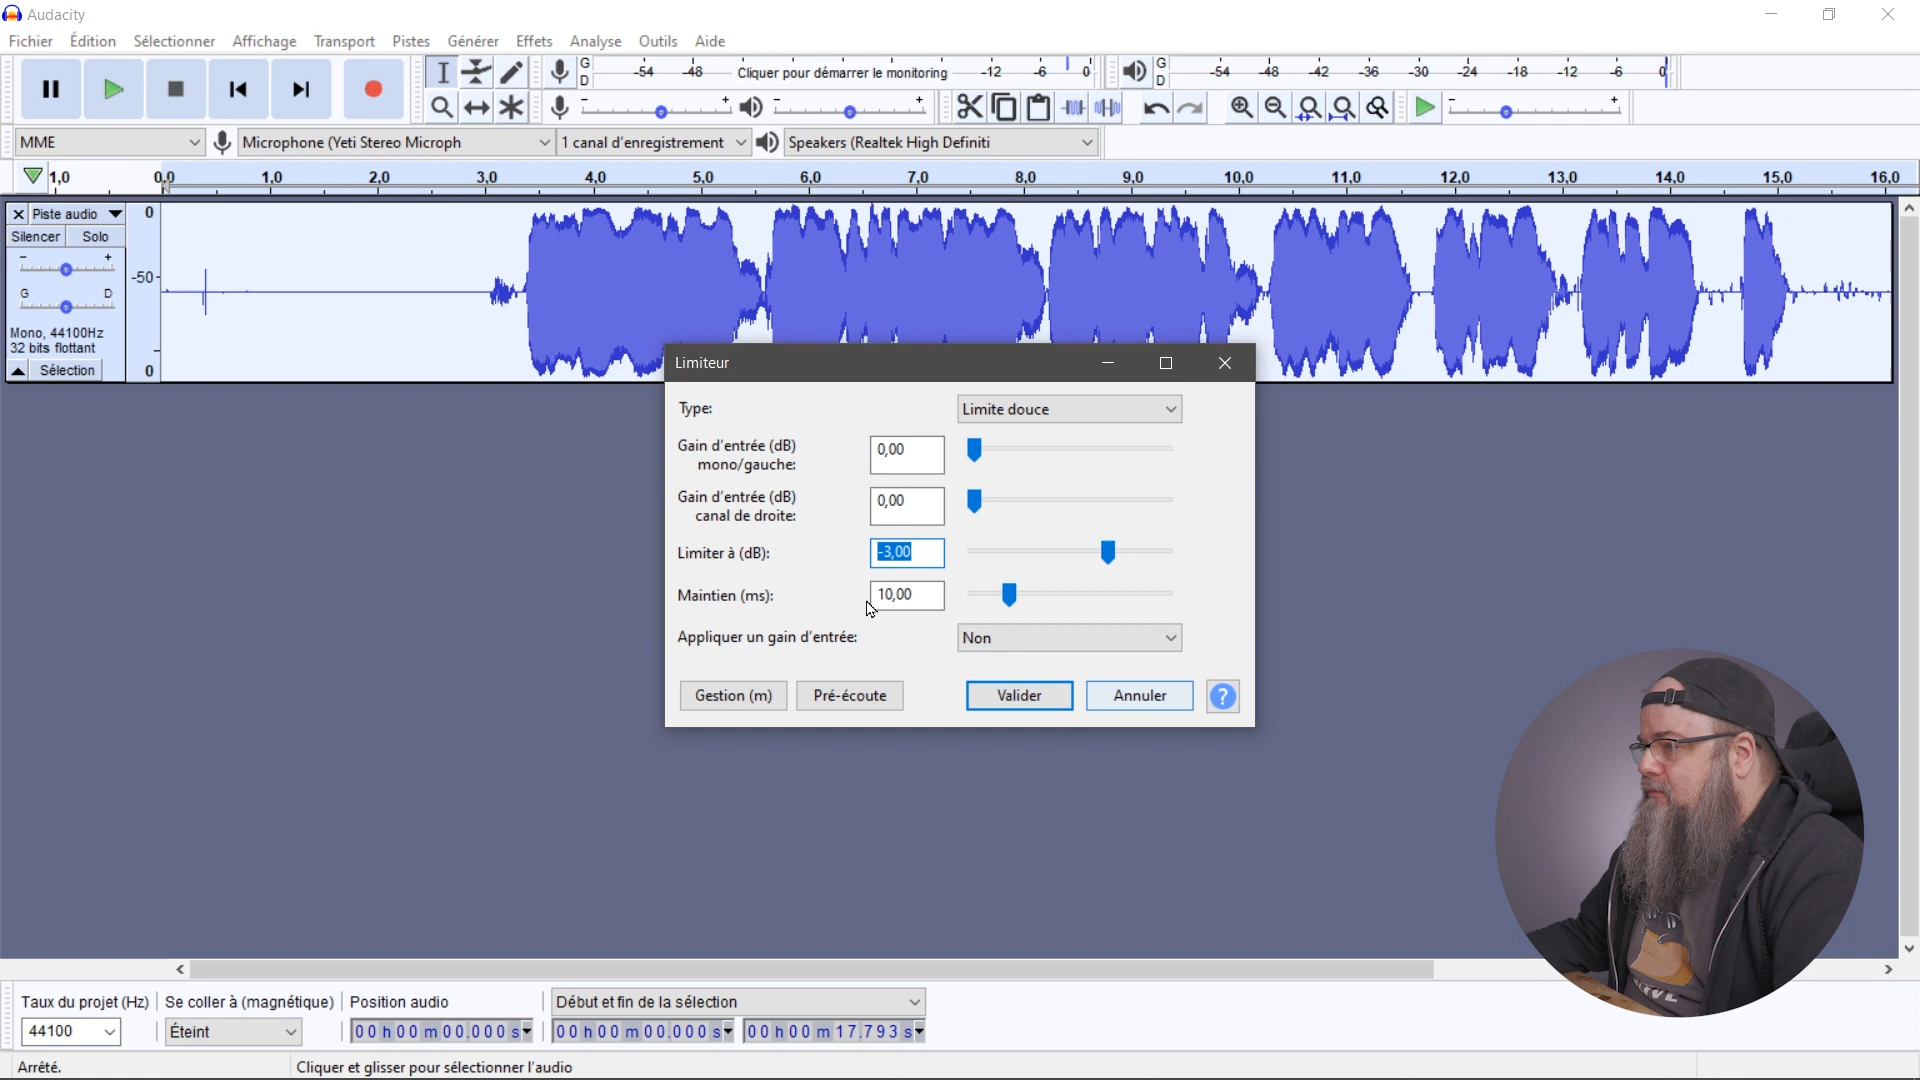 Audacity
Fichier Édition Sélectionner Affichage Transport Pistes Générer Effets Analyse Outils Aide
G D -54 -48 Cliquer pour démarrer le monitoring -12 -6 0
G D -54 -48 -42 -36 -30 -24 -18 -12 -6 0
- + - + - +
MME Microphone (Yeti Stereo Microph 1 canal d'enregistrement Speakers (Realtek High Definiti
1,0 0,0 1,0 2,0 3,0 4,0 5,0 6,0 7,0 8,0 9,0 10,0 11,0 12,0 13,0 14,0 15,0 16,0
Piste audio 0
Silencer Solo
- +
-50
G D
Mono, 44100Hz
32 bits flottant
Sélection 0
Limiteur
Type: Limite douce
Gain d'entrée (dB)
mono/gauche: 0,00
Gain d'entrée (dB)
canal de droite: 0,00
Limiter à (dB): -3,00
Maintien (ms): 10,00
Appliquer un gain d'entrée: Non
Gestion (m) Pré-écoute Valider Annuler ?
Taux du projet (Hz) Se coller à (magnétique) Position audio Début et fin de la sélection
44100 Éteint 00 h 00 m 00.000 s 00 h 00 m 00.000 s 00 h 00 m 17.793 s
Arrêté. Cliquer et glisser pour sélectionner l'audio